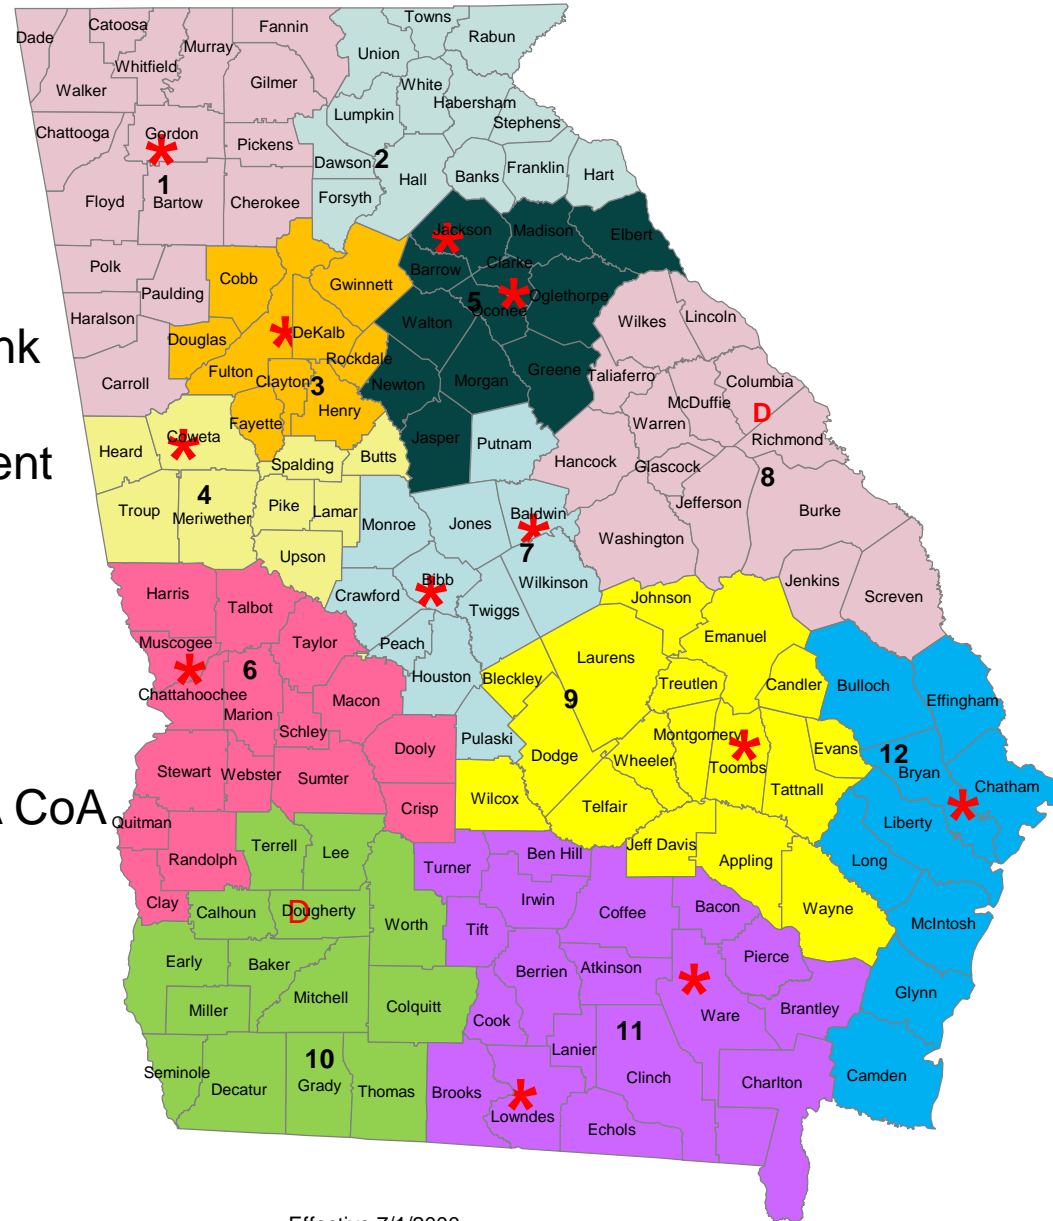 Towns
Catoosa
Fannin
Rabun
Dade
Murray
Union
Whitfield
Gilmer
White
Walker
Habersham
Lumpkin
Stephens
Chattooga
Gordon
*
Pickens
Dawson
2
Franklin
Hart
Hall
Banks
1
Floyd
Bartow
Cherokee
Forsyth
Jackson
*
Madison
Elbert
Polk
Cobb
Gwinnett
Barrow
Clarke
Paulding
5
*
Oconee
Oglethorpe
Haralson
Douglas
*
DeKalb
Walton
Wilkes
Lincoln
nk
Rockdale
Fulton
Clayton
3
Newton
Morgan
Greene
Taliaferro
Columbia
Carroll
Henry
McDuffie
D
Fayette
Warren
Richmond
Coweta
*
Jasper
Putnam
Heard
Spalding
Butts
ent
Hancock
Glascock
8
Troup
4
Meriwether
Pike
Lamar
Monroe
Jones
Baldwin
*
Jefferson
Burke
7
Washington
Upson
Harris
Talbot
Crawford
Bibb
*
Wilkinson
Twiggs
Johnson
Jenkins
Screven
Muscogee
*
Taylor
Peach
Emanuel
6
Houston
Bleckley
Laurens
Treutlen
Candler
Bulloch
Effingham
Chattahoochee
Marion
Macon
9
Schley
Dooly
Pulaski
Montgomery
*
Evans
12
Stewart
Webster
Sumter
Dodge
Wheeler
Toombs
Tattnall
Bryan
Chatham
*
A CoA
Quitman
Crisp
Wilcox
Telfair
Liberty
Randolph
Terrell
Lee
Turner
Ben Hill
Jeff Davis
Appling
Long
Clay
Calhoun
Dougherty
D
Worth
Irwin
Coffee
Bacon
Wayne
McIntosh
Tift
Early
Baker
Berrien
Atkinson
*
Pierce
Miller
Mitchell
Colquitt
Cook
Ware
Brantley
Glynn
11
Seminole
10
Lanier
Decatur
Grady
Thomas
Brooks
*
Lowndes
Clinch
Charlton
Camden
Echols